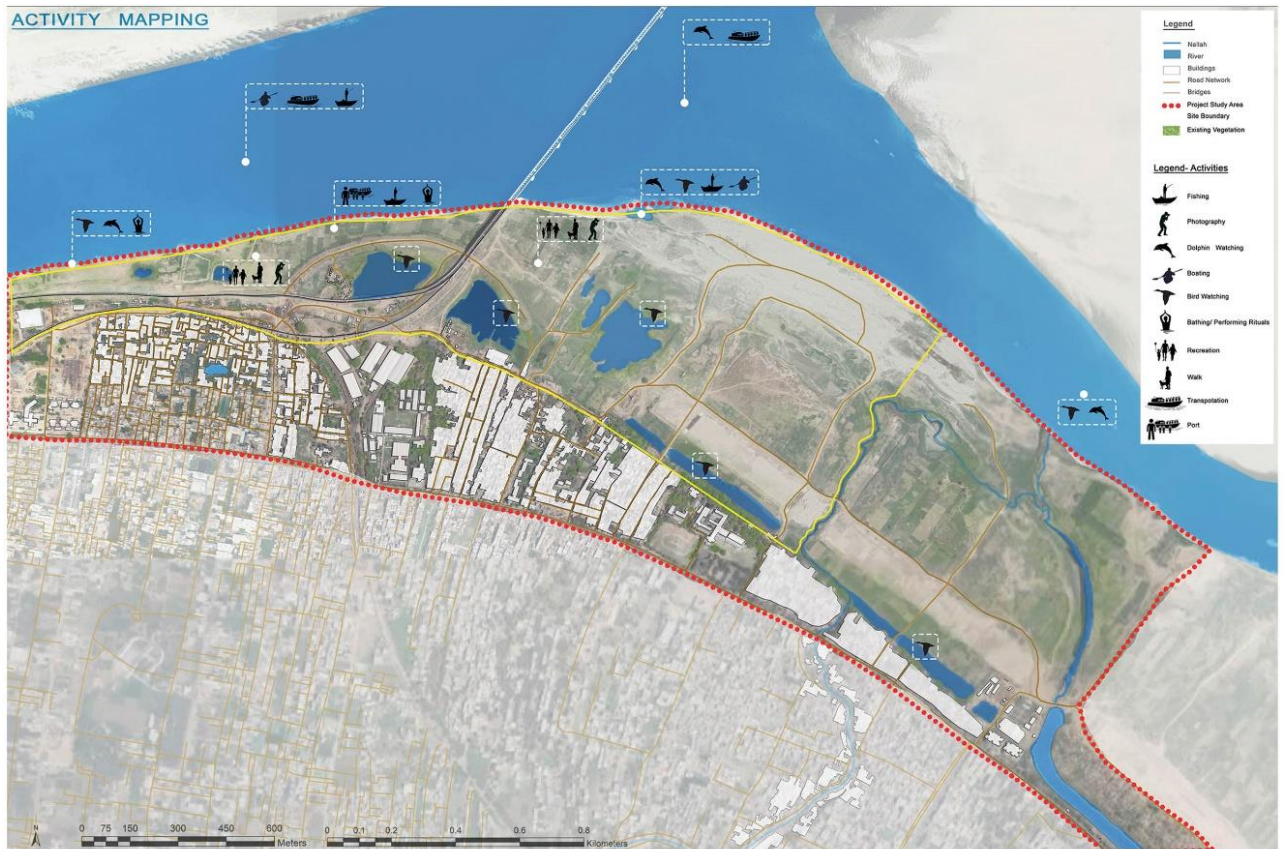 ACTIVITY MAPPING
Legend
Nallah
River
Buildings
Road Network
Bridges
Project Study Area
Site Boundary
Existing Vegetation
Legend- Activities
Fishing
Photography
Dolphin Watching
Boating
Bird Watching
Bathing/ Performing Rituals
Recreation
Walk
Transpotation
Port
N
0 75 150 300 450 600
Meters
0 0.1 0.2 0.4 0.6 0.8
Kilometers